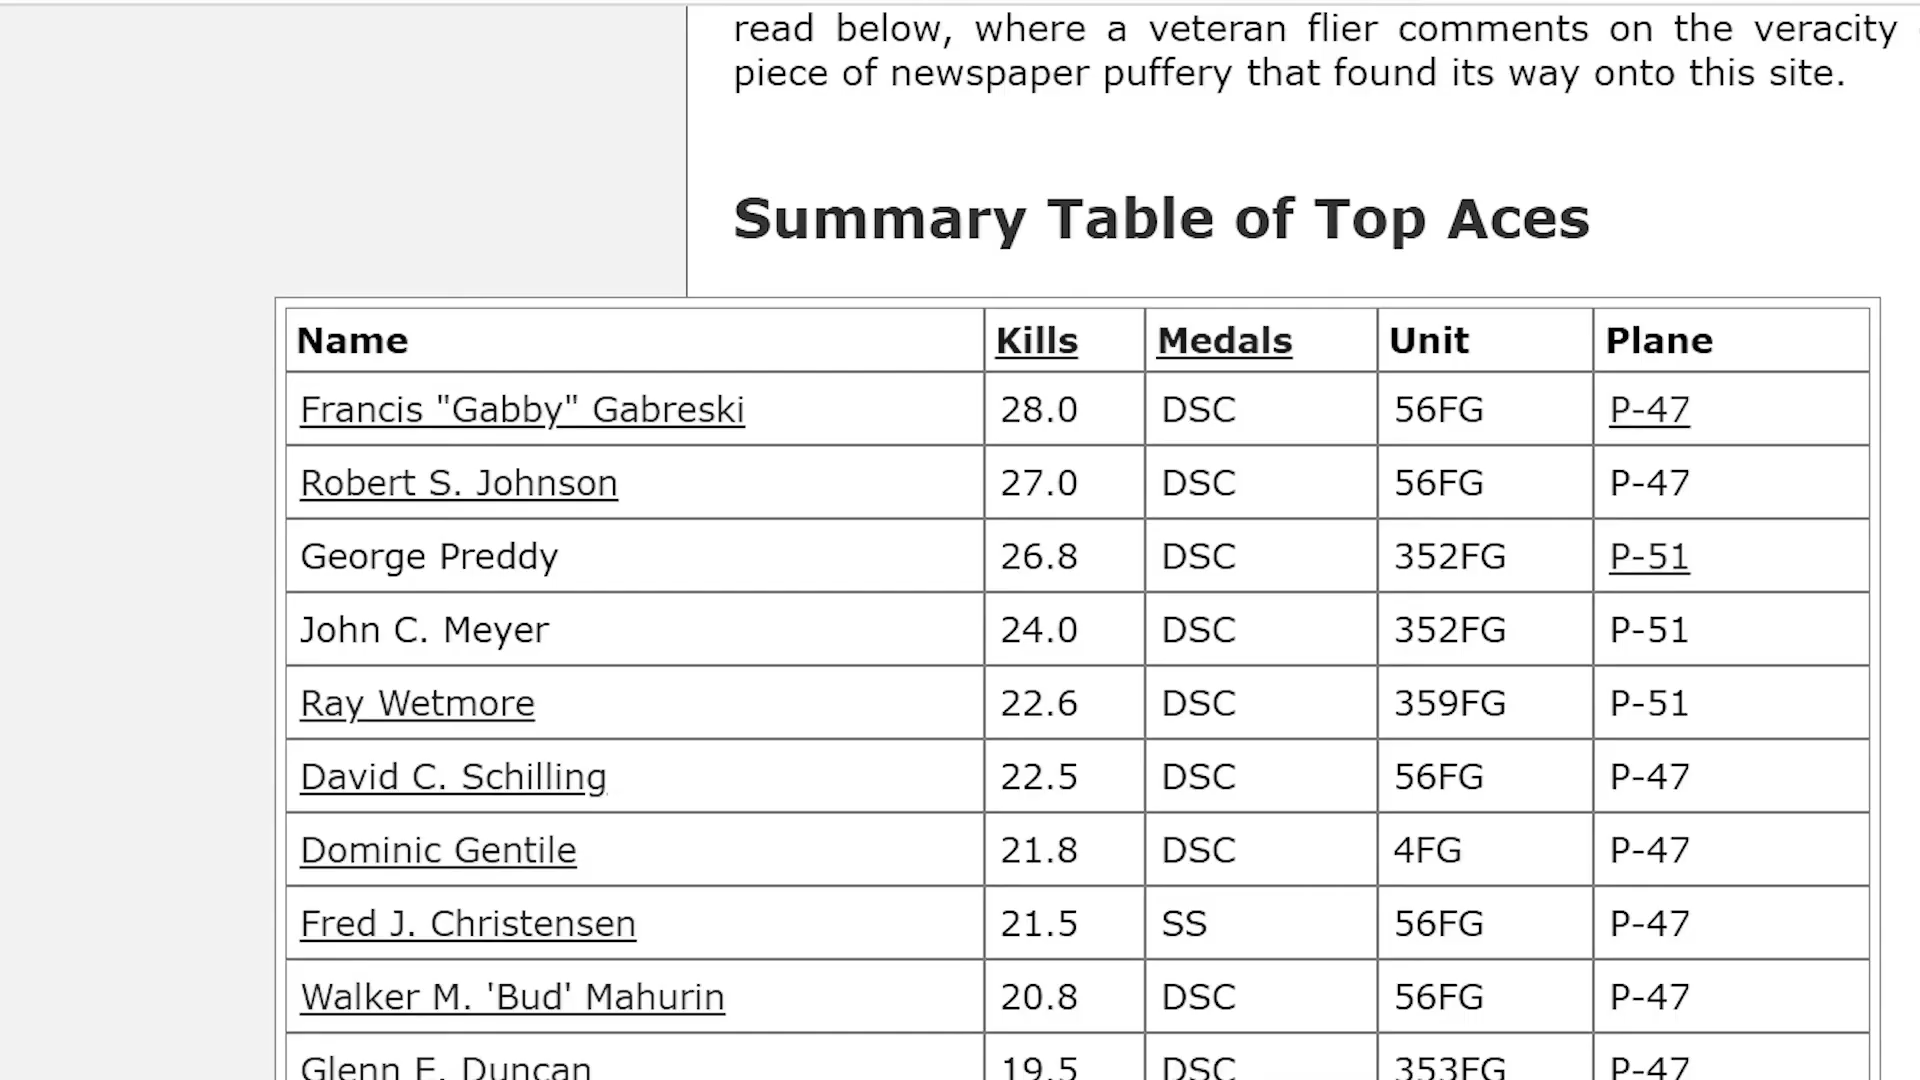 read below, where a veteran flier comments on the veracity
piece of newspaper puffery that found its way onto this site.
Summary Table of Top Aces
Name Kills Medals Unit Plane
Francis "Gabby" Gabreski 28.0 DSC 56FG P-47
Robert S. Johnson 27.0 DSC 56FG P-47
George Preddy 26.8 DSC 352FG P-51
John C. Meyer 24.0 DSC 352FG P-51
Ray Wetmore 22.6 DSC 359FG P-51
David C. Schilling 22.5 DSC 56FG P-47
Dominic Gentile 21.8 DSC 4FG P-47
Fred J. Christensen 21.5 SS 56FG P-47
Walker M. 'Bud' Mahurin 20.8 DSC 56FG P-47
Glenn E. Duncan 19.5 DSC 353FG P-47